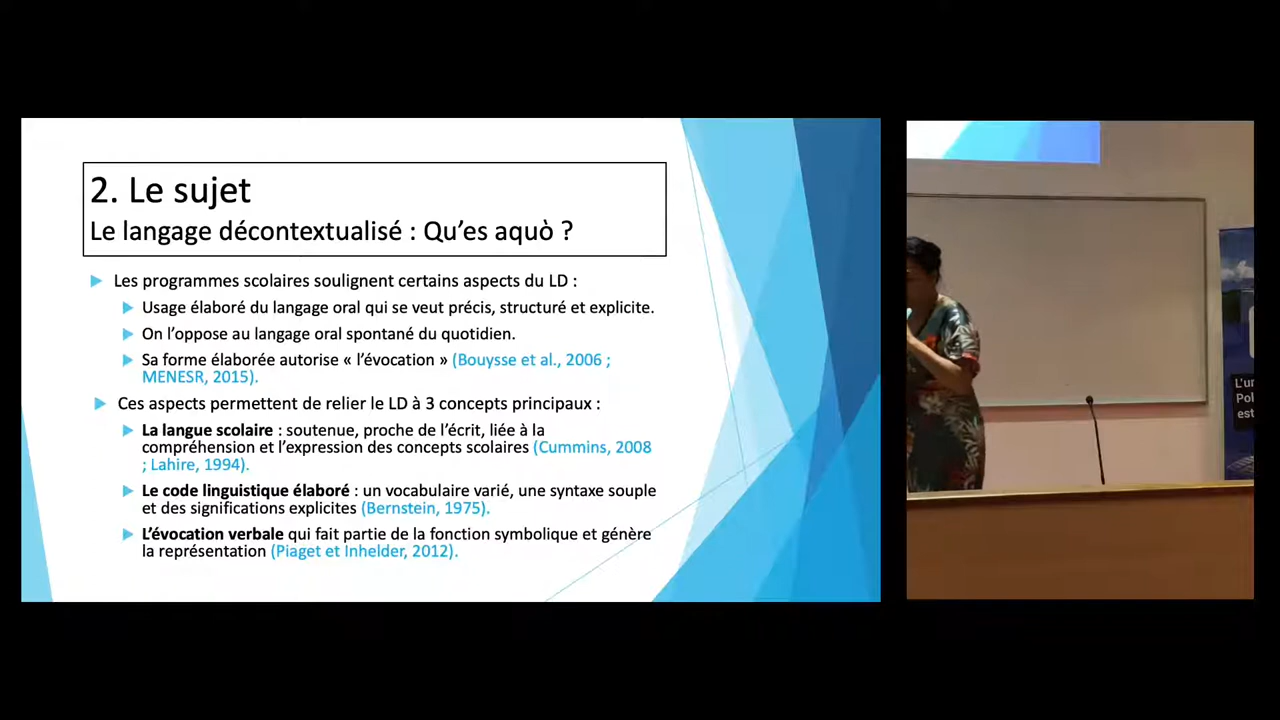 2. Le sujet
Le langage décontextualisé : Qu’es aquò ?
Les programmes scolaires soulignent certains aspects du LD :
Usage élaboré du langage oral qui se veut précis, structuré et explicite.
On l’oppose au langage oral spontané du quotidien.
Sa forme élaborée autorise « l’évocation » (Bouysse et al., 2006 ;
MENESR, 2015).
Ces aspects permettent de relier le LD à 3 concepts principaux :
La langue scolaire : soutenue, proche de l’écrit, liée à la
compréhension et l’expression des concepts scolaires (Cummins, 2008
; Lahire, 1994).
Le code linguistique élaboré : un vocabulaire varié, une syntaxe souple
et des significations explicites (Bernstein, 1975).
L’évocation verbale qui fait partie de la fonction symbolique et génère
la représentation (Piaget et Inhelder, 2012).
L'un
Pol
est